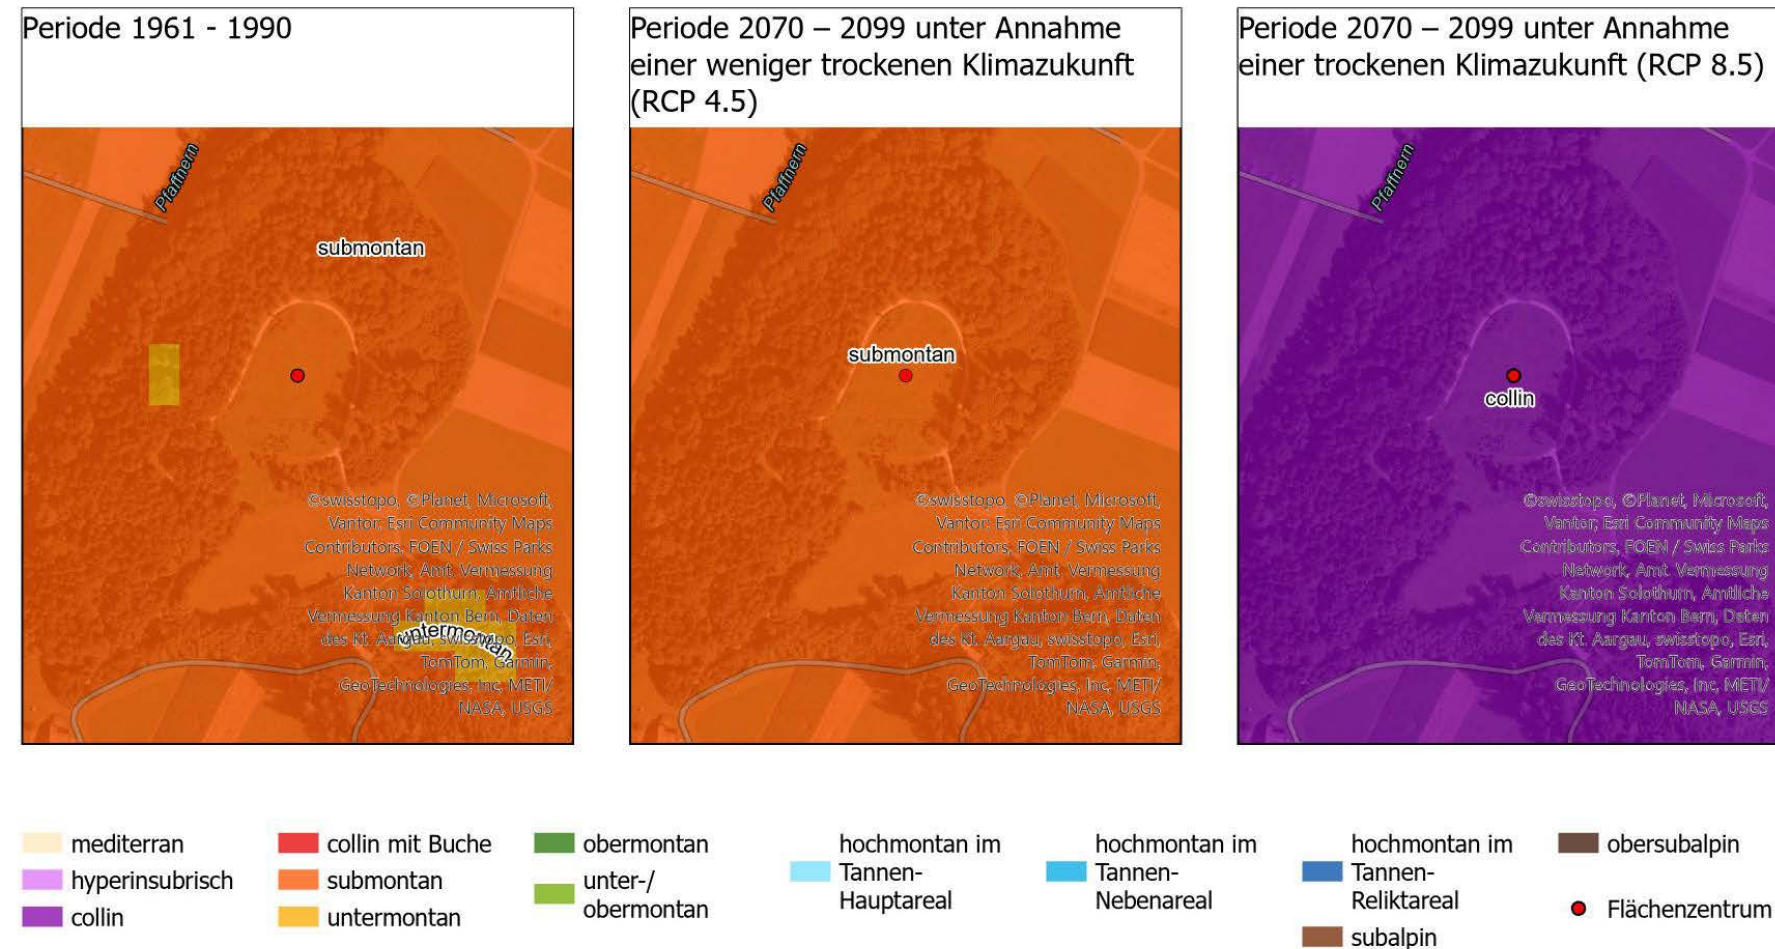 Periode 1961 - 1990
Periode 2070 – 2099 unter Annahme
einer weniger trockenen Klimazukunft
(RCP 4.5)
Periode 2070 – 2099 unter Annahme
einer trockenen Klimazukunft (RCP 8.5)
Pfaffnern
submontan
©swisstopo, ©Planet, Microsoft,
Vantor, Esri Community Maps
Contributors, FOEN / Swiss Parks
Network, Amt. Vermessung
Kanton Solothurn, Amtliche
Vermessung Kanton Bern, Daten
des Kt. Aargau, swisstopo, Esri,
untermontan
TomTom, Garmin,
GeoTechnologies, Inc, METI/
NASA, USGS
Pfaffnern
submontan
©swisstopo, ©Planet, Microsoft,
Vantor, Esri Community Maps
Contributors, FOEN / Swiss Parks
Network, Amt. Vermessung
Kanton Solothurn, Amtliche
Vermessung Kanton Bern, Daten
des Kt. Aargau, swisstopo, Esri,
TomTom, Garmin,
GeoTechnologies, Inc, METI/
NASA, USGS
Pfaffnern
collin
©swisstopo, ©Planet, Microsoft,
Vantor, Esri Community Maps
Contributors, FOEN / Swiss Parks
Network, Amt. Vermessung
Kanton Solothurn, Amtliche
Vermessung Kanton Bern, Daten
des Kt. Aargau, swisstopo, Esri,
TomTom, Garmin,
GeoTechnologies, Inc, METI/
NASA, USGS
mediterran
hyperinsubrisch
collin
collin mit Buche
submontan
untermontan
obermontan
unter-/
obermontan
hochmontan im
Tannen-
Hauptareal
hochmontan im
Tannen-
Nebenareal
hochmontan im
Tannen-
Reliktareal
subalpin
obersubalpin
Flächenzentrum